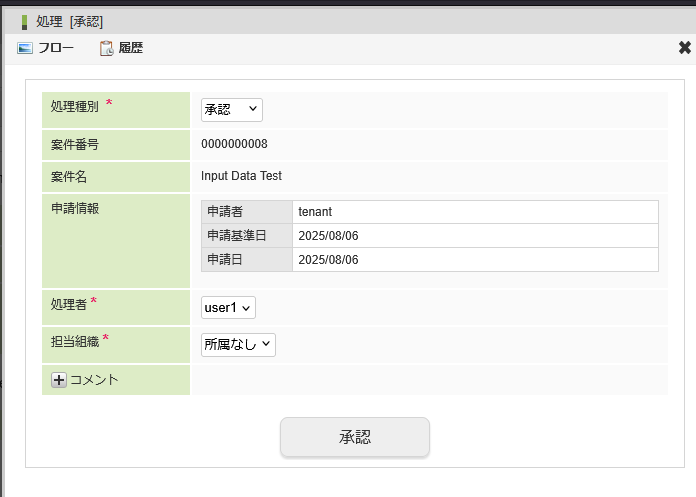 処理 [承認]
フロー 履歴
処理種別 * 承認
案件番号 0000000008
案件名 Input Data Test
申請情報
申請者 tenant
申請基準日 2025/08/06
申請日 2025/08/06
処理者* user1
担当組織* 所属なし
コメント
承認